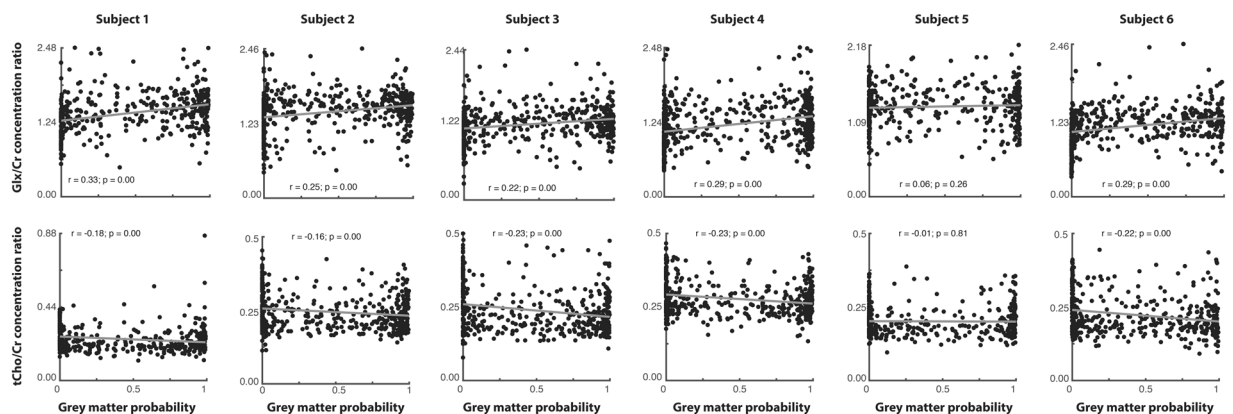 Subject 1 Subject 2 Subject 3 Subject 4 Subject 5 Subject 6
Glx/Cr concentration ratio
2.48 2.46 2.44 2.48 2.18 2.46
1.24 1.23 1.22 1.24 1.09 1.23
r = 0.33; p = 0.00 r = 0.25; p = 0.00 r = 0.22; p = 0.00 r = 0.29; p = 0.00 r = 0.06; p = 0.26 r = 0.29; p = 0.00
0.00 0.00 0.00 0.00 0.00 0.00
tCho/Cr concentration ratio
r = -0.18; p = 0.00 r = -0.16; p = 0.00 r = -0.23; p = 0.00 r = -0.23; p = 0.00 r = -0.01; p = 0.81 r = -0.22; p = 0.00
0.88 0.5 0.5 0.5 0.5 0.5
0.44 0.25 0.25 0.25 0.25 0.25
0.00 0.00 0.00 0.00 0.00 0.00
0 0.5 1 0 0.5 1 0 0.5 1 0 0.5 1 0 0.5 1 0 0.5 1
Grey matter probability Grey matter probability Grey matter probability Grey matter probability Grey matter probability Grey matter probability